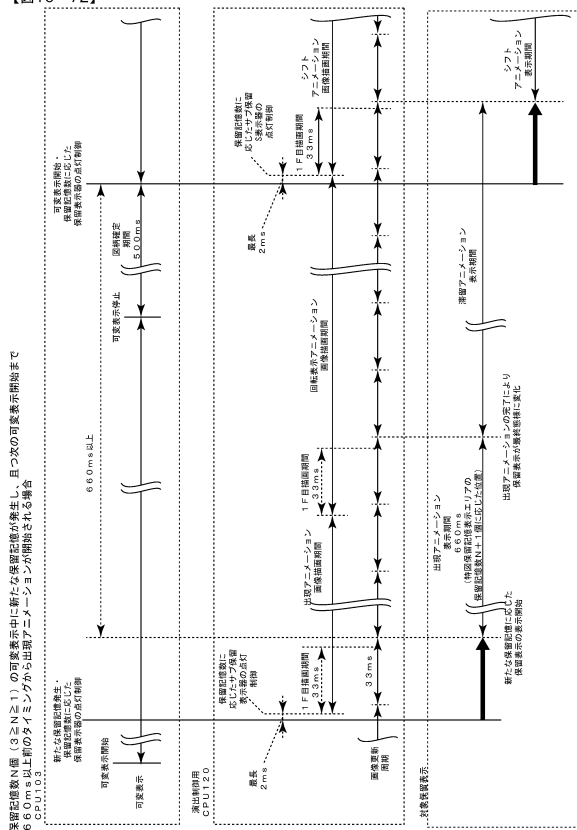 【図18-72】
保留記憶数N個（3≧N≧1）の可変表示中に新たな保留記憶が発生し、且つ次の可変表示開始まで
660ms以上前のタイミングから出現アニメーションが開始される場合
CPU103
新たな保留記憶発生・
保留記憶数に応じた
保留表示器の点灯制御
可変表示開始
可変表示
660ms以上
可変表示停止
図柄確定
期間
500ms
可変表示開始・
保留記憶数に応じた
保留表示器の点灯制御
演出制御用
CPU120
最長
2ms
保留記憶数に
応じたサブ保留
表示器の点灯
制御
1F目描画期間
33ms
33ms
画像更新
周期
出現アニメーション
画像描画期間
1F目描画期間
33ms
回転表示アニメーション
画像描画期間
最長
2ms
保留記憶数に
応じたサブ保留
S表示器の
点灯制御
1F目描画期間
33ms
シフト
アニメーション
画像描画期間
対象保留表示
新たな保留記憶に応じた
保留表示の表示開始
出現アニメーション
表示期間
660ms
（特図保留記憶表示エリアの
保留記憶数N+1個に応じた位置）
出現アニメーションの完了により
保留表示が最終態様に変化
滞留アニメーション
表示期間
シフト
アニメーション
表示期間